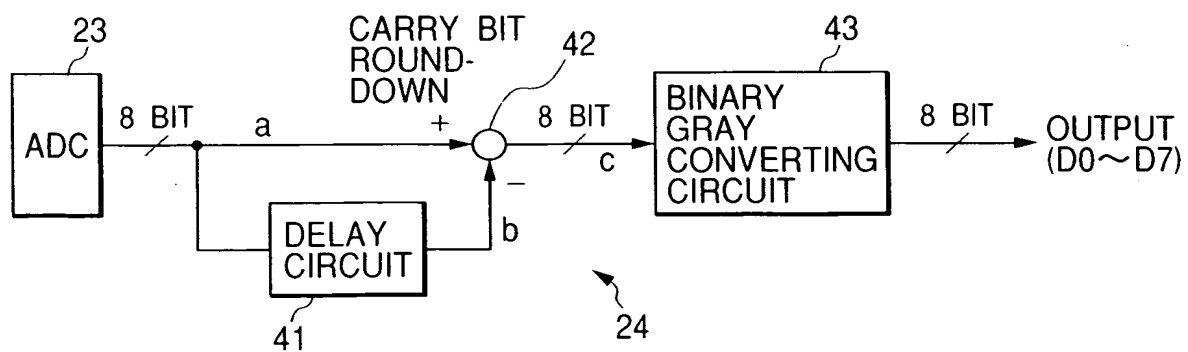 23
ADC
8 BIT
a
CARRY BIT
ROUND-
DOWN
+
42
−
b
DELAY
CIRCUIT
41
8 BIT
c
43
BINARY
GRAY
CONVERTING
CIRCUIT
8 BIT
OUTPUT
(D0～D7)
24